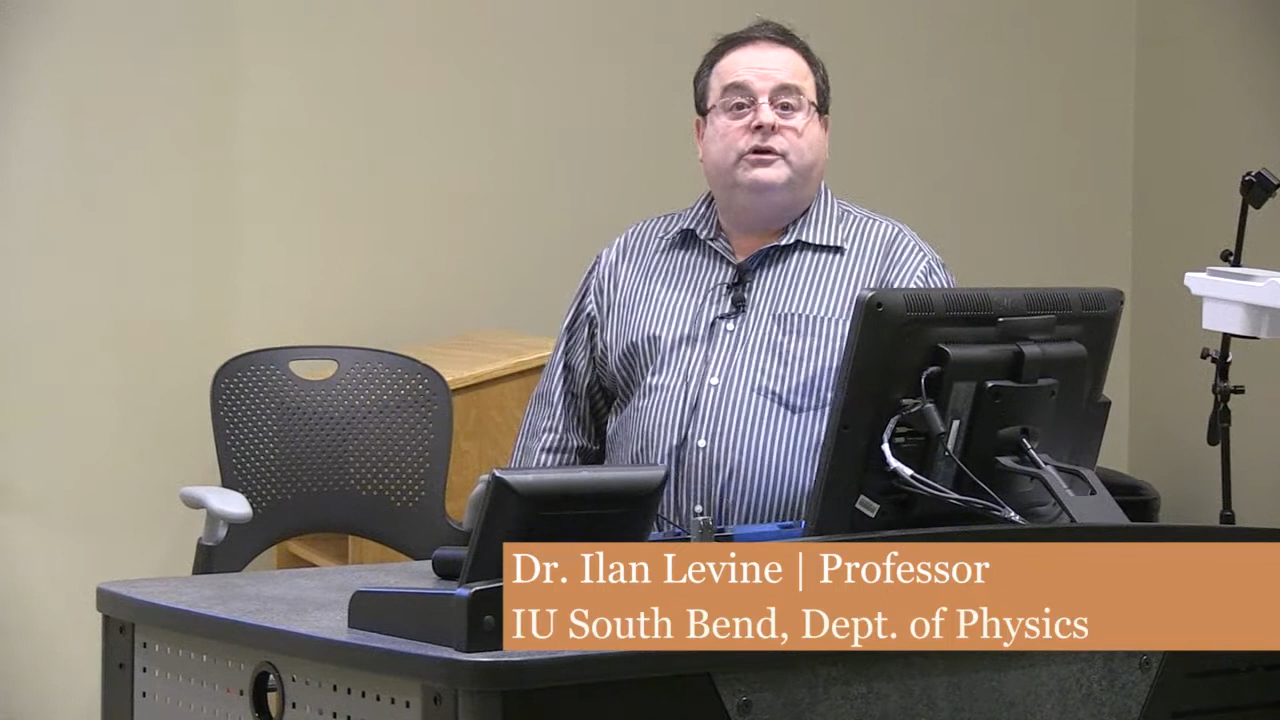 Dr. Ilan Levine | Professor
IU South Bend, Dept. of Physics